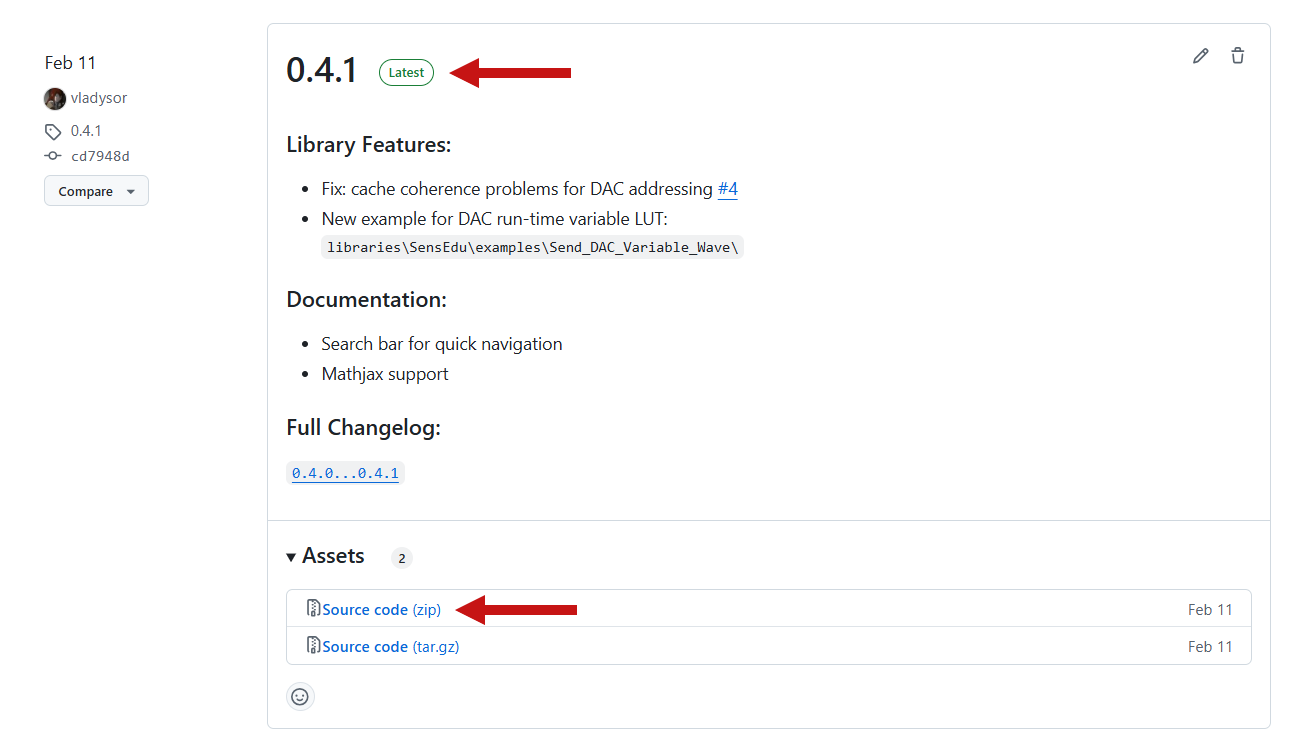 Feb 11
vladysor
0.4.1
cd7948d
Compare
0.4.1 Latest
Library Features:
Fix: cache coherence problems for DAC addressing #4
New example for DAC run-time variable LUT:
libraries\SensEdu\examples\Send_DAC_Variable_Wave\
Documentation:
Search bar for quick navigation
Mathjax support
Full Changelog:
0.4.0...0.4.1
Assets 2
Source code (zip) Feb 11
Source code (tar.gz) Feb 11